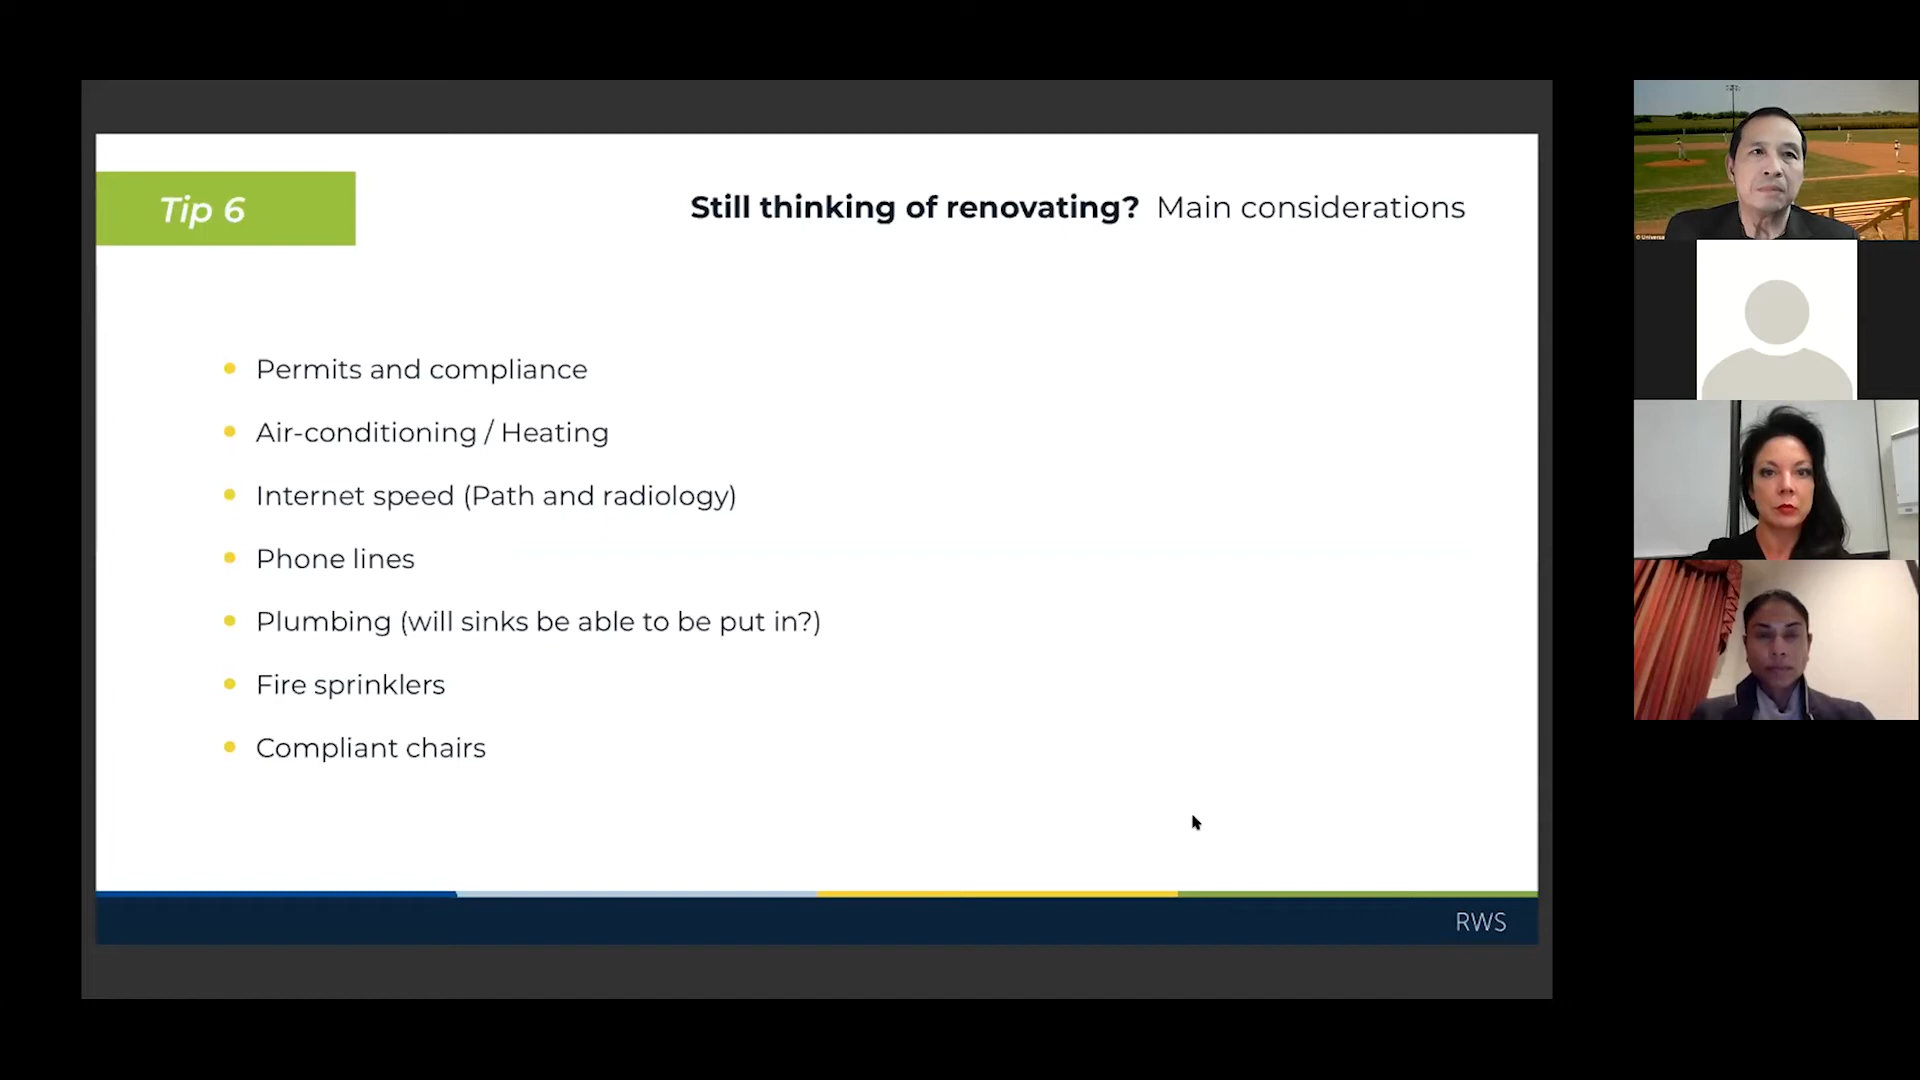 Tip 6
Still thinking of renovating? Main considerations
Permits and compliance
Air-conditioning / Heating
Internet speed (Path and radiology)
Phone lines
Plumbing (will sinks be able to be put in?)
Fire sprinklers
Compliant chairs
RWS